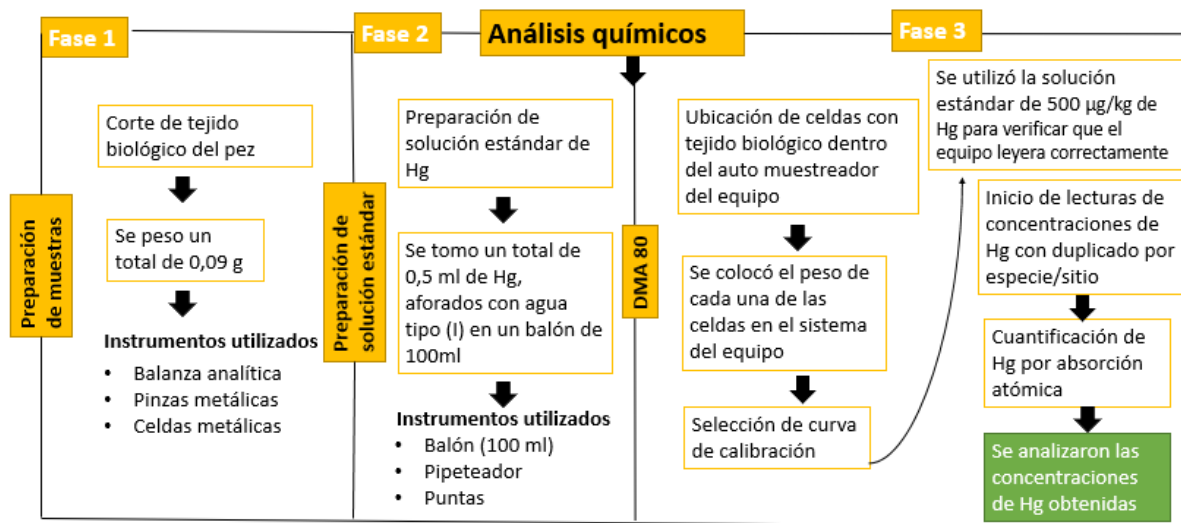 Análisis químicos
Fase 1
Preparación
de muestras
Corte de tejido
biológico del pez
Se peso un
total de 0,09 g
Instrumentos utilizados
• Balanza analítica
• Pinzas metálicas
• Celdas metálicas
Fase 2
Preparación de
solución estándar
Preparación de
solución estándar de
Hg
Se tomo un total de
0,5 ml de Hg,
aforados con agua
tipo (I) en un balón de
100ml
Instrumentos utilizados
• Balón (100 ml)
• Pipeteador
• Puntas
Fase 3
DMA 80
Ubicación de celdas con
tejido biológico dentro
del auto muestreador
del equipo
Se colocó el peso de
cada una de las
celdas en el sistema
del equipo
Selección de curva
de calibración
Se utilizó la solución
estándar de 500 µg/kg de
Hg para verificar que el
equipo leyera correctamente
Inicio de lecturas de
concentraciones de
Hg con duplicado por
especie/sitio
Cuantificación de
Hg por absorción
atómica
Se analizaron las
concentraciones
de Hg obtenidas